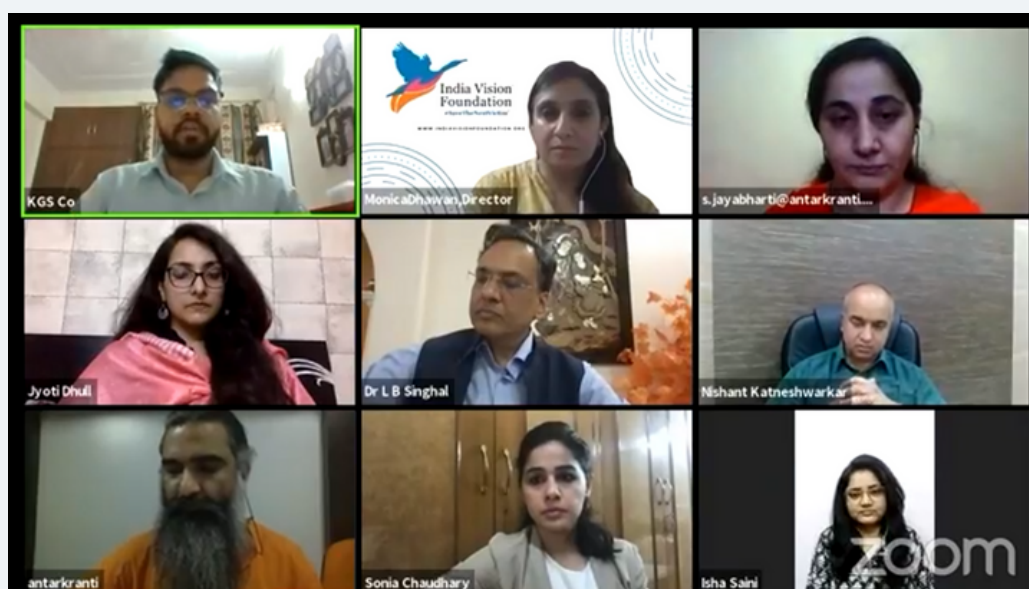 India Vision
Foundation
WWW.INDIAVISIONFOUNDATION.ORG
KGS Co
MonicaDhawan,Director
s.jayabharti@antarkranti....
Jyoti Dhull
Dr L B Singhal
Nishant Katneshwarkar
antarkranti
Sonia Chaudhary
Isha Saini
zoom